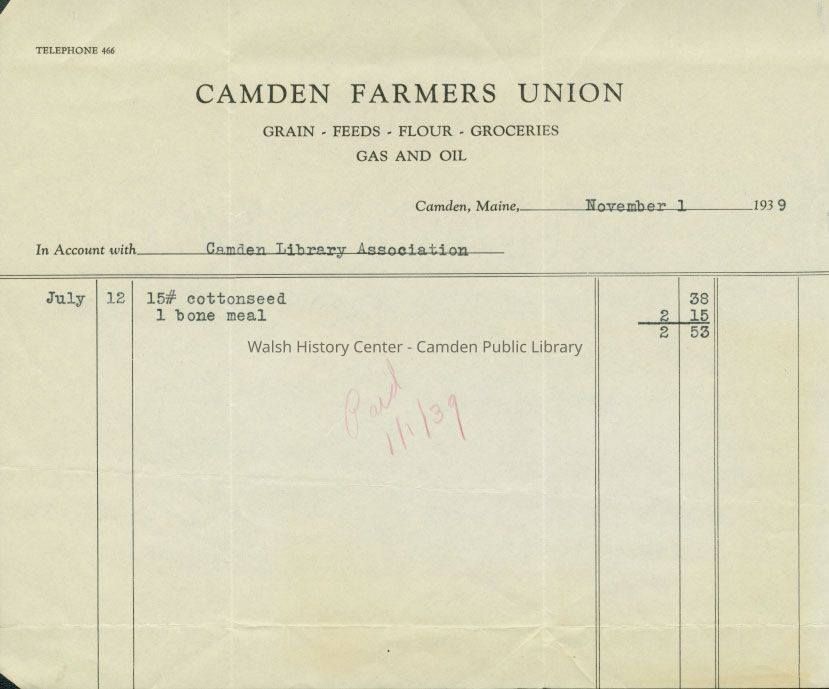 TELEPHONE 466
CAMDEN FARMERS UNION
GRAIN - FEEDS - FLOUR - GROCERIES
GAS AND OIL
Camden, Maine, November 1 1939
In Account with Camden Library Association
July 12 15# cottonseed 38
1 bone meal 2 15
2 53
Walsh History Center - Camden Public Library
Paid
1/1/39